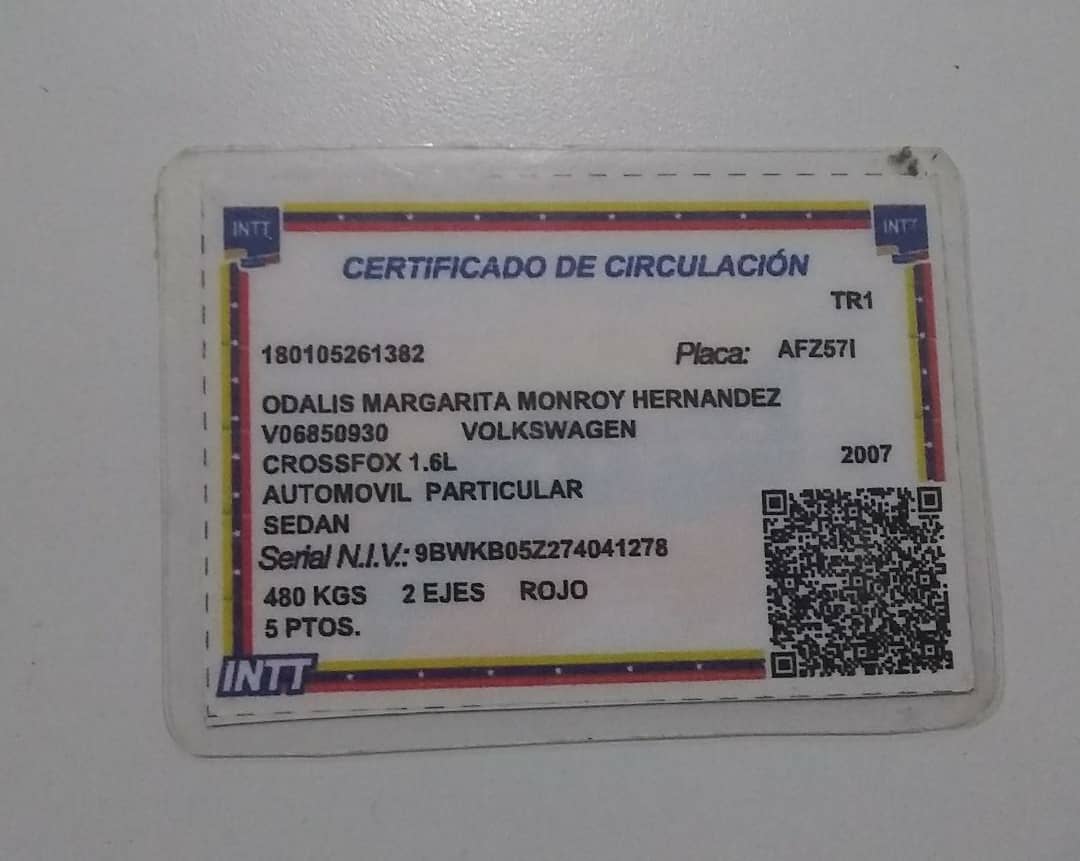 INTT INTT
CERTIFICADO DE CIRCULACIÓN
TR1
180105261382 Placa: AFZ57I
ODALIS MARGARITA MONROY HERNANDEZ
V06850930 VOLKSWAGEN
CROSSFOX 1.6L 2007
AUTOMOVIL PARTICULAR
SEDAN
Serial N.I.V.: 9BWKB05Z274041278
480 KGS 2 EJES ROJO
5 PTOS.
INTT